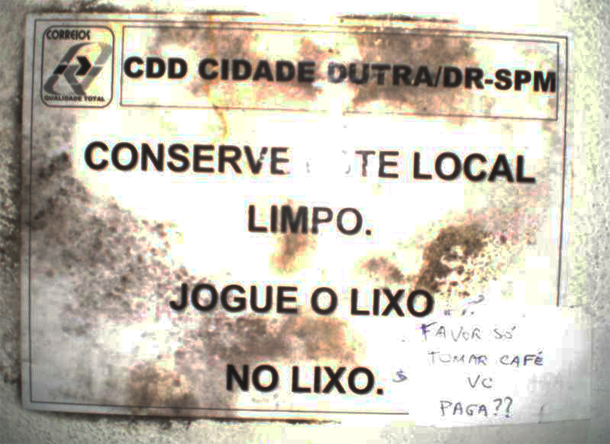 CORREIOS
QUALIDADE TOTAL
CDD CIDADE DUTRA/DR-SPM
CONSERVE TE LOCAL
LIMPO.
JOGUE O LIXO
NO LIXO.
FAVOR SÓ
TOMAR CAFÉ
VC
PAGA??